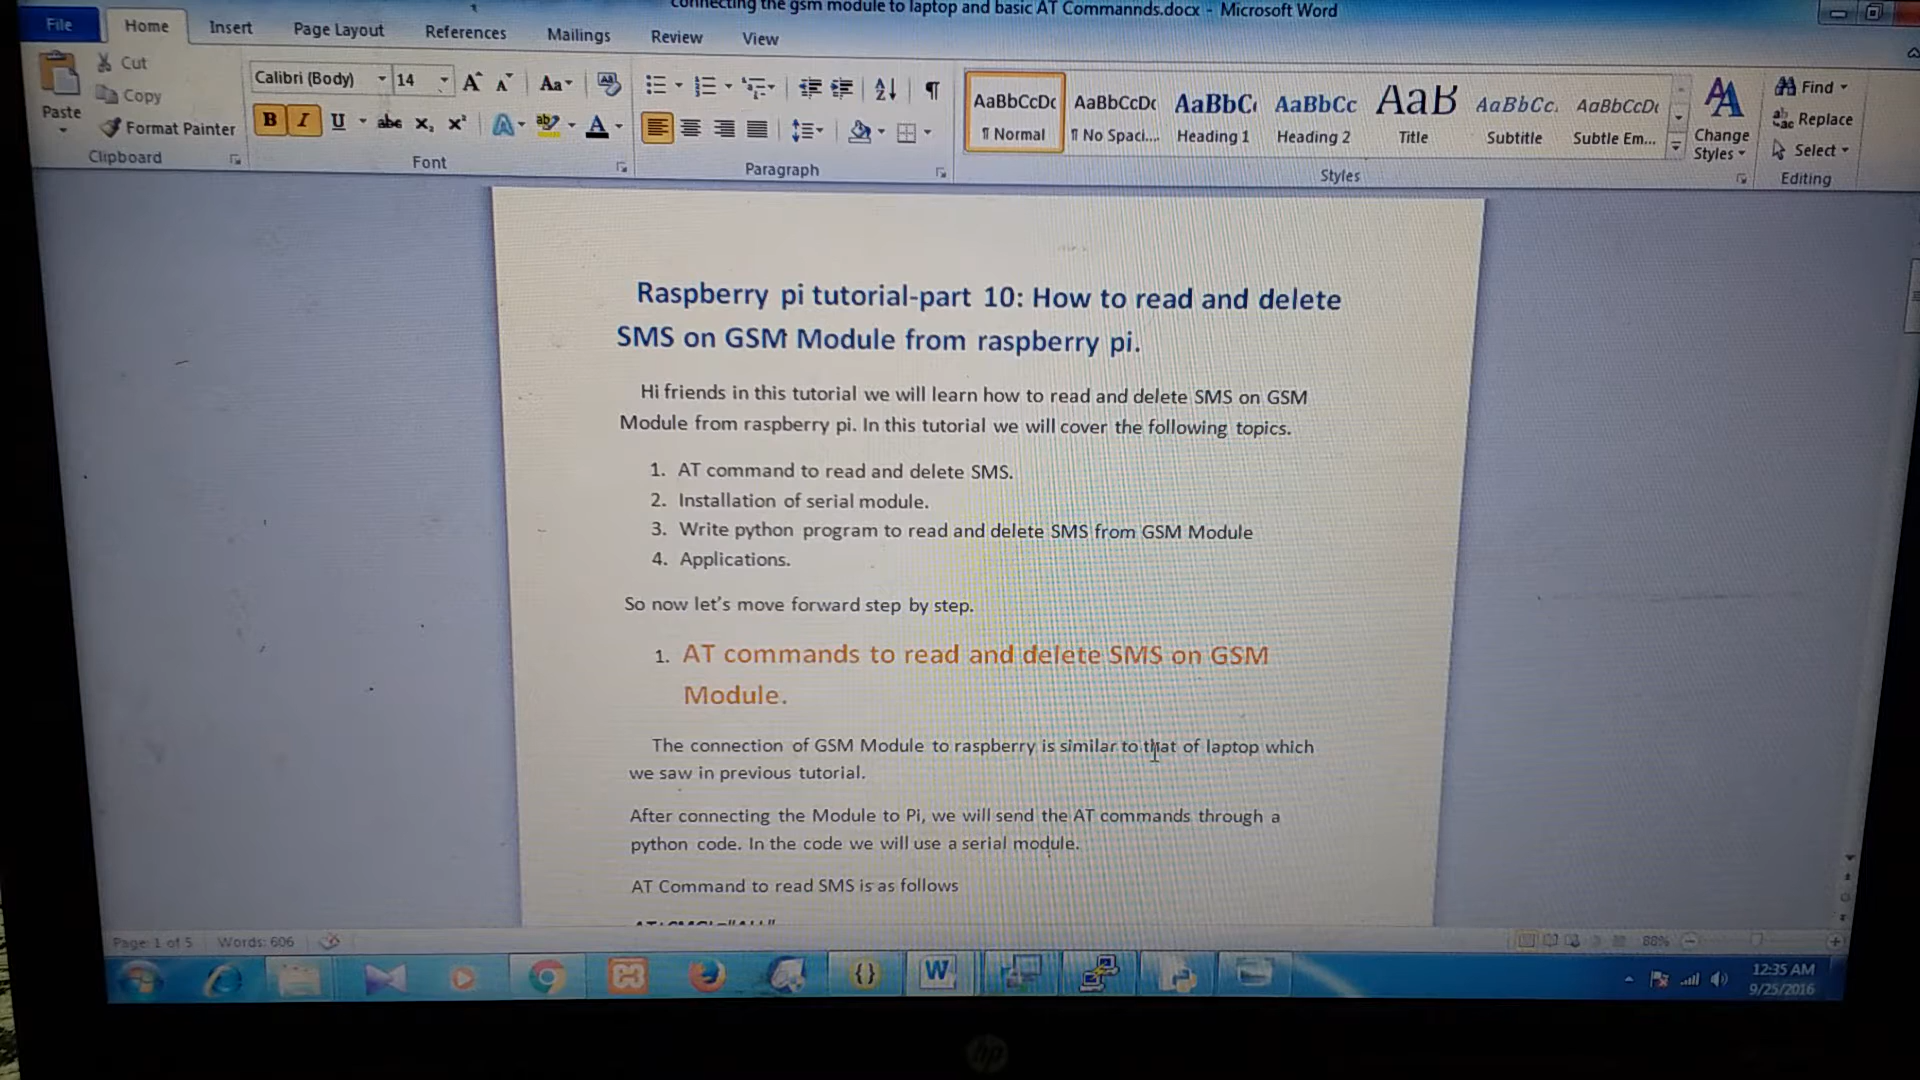 connecting the gsm module to laptop and basic AT Commannds.docx - Microsoft Word
File Home Insert Page Layout References Mailings Review View
Paste
Cut
Copy
Format Painter
Clipboard
Calibri (Body) 14
Font
Paragraph
AaBbCcDc AaBbCcDc AaBbC AaBbCc AaB AaBbCc. AaBbCcDt
¶ Normal ¶ No Spaci... Heading 1 Heading 2 Title Subtitle Subtle Em...
Styles
Change
Styles
Find
Replace
Select
Editing
Raspberry pi tutorial-part 10: How to read and delete
SMS on GSM Module from raspberry pi.
Hi friends in this tutorial we will learn how to read and delete SMS on GSM
Module from raspberry pi. In this tutorial we will cover the following topics.
1. AT command to read and delete SMS.
2. Installation of serial module.
3. Write python program to read and delete SMS from GSM Module
4. Applications.
So now let’s move forward step by step.
1. AT commands to read and delete SMS on GSM
Module.
The connection of GSM Module to raspberry is similar to that of laptop which
we saw in previous tutorial.
After connecting the Module to Pi, we will send the AT commands through a
python code. In the code we will use a serial module.
AT Command to read SMS is as follows
Page: 1 of 5 Words: 606 88%
12:35 AM
9/25/2016
hp